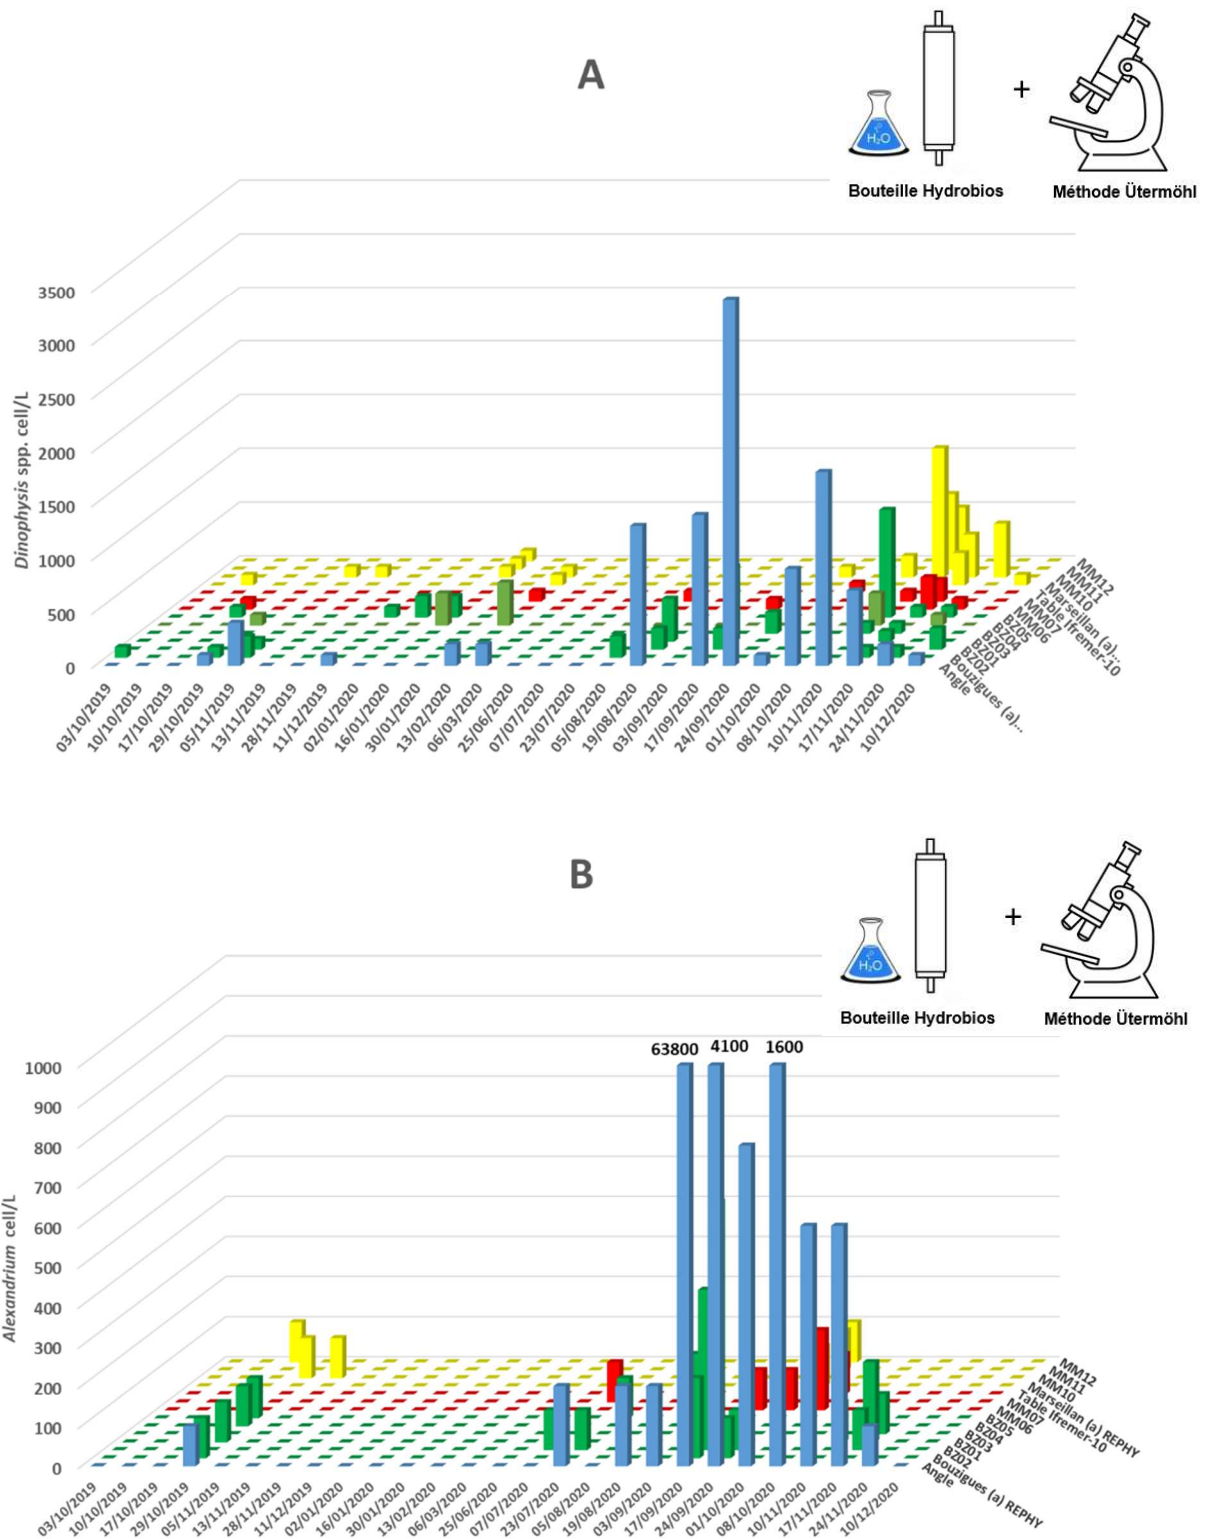 A
H₂O
+
Bouteille Hydrobios
Méthode Ütermöhl
Dinophysis spp. cell/L
3500
3000
2500
2000
1500
1000
500
0
03/10/2019
10/10/2019
17/10/2019
29/10/2019
05/11/2019
13/11/2019
28/11/2019
11/12/2019
02/01/2020
16/01/2020
30/01/2020
13/02/2020
06/03/2020
25/06/2020
07/07/2020
23/07/2020
05/08/2020
19/08/2020
03/09/2020
17/09/2020
24/09/2020
01/10/2020
08/10/2020
10/11/2020
17/11/2020
24/11/2020
10/12/2020
MM12
MM11
MM10
Marseillan (a)...
Table Ifremer-10
MM07
MM06
BZ05
BZ04
BZ03
BZ01
BZ02
Bouzigues (a)...
Angle
B
H₂O
+
Bouteille Hydrobios
Méthode Ütermöhl
63800
4100
1600
Alexandrium cell/L
1000
900
800
700
600
500
400
300
200
100
0
03/10/2019
10/10/2019
17/10/2019
29/10/2019
05/11/2019
13/11/2019
28/11/2019
11/12/2019
02/01/2020
16/01/2020
30/01/2020
13/02/2020
06/03/2020
25/06/2020
07/07/2020
23/07/2020
05/08/2020
19/08/2020
03/09/2020
17/09/2020
24/09/2020
01/10/2020
08/10/2020
10/11/2020
17/11/2020
24/11/2020
10/12/2020
MM12
MM11
MM10
Marseillan (a) REPHY
Table Ifremer-10
MM07
MM06
BZ05
BZ04
BZ03
BZ01
BZ02
Bouzigues (a) REPHY
Angle